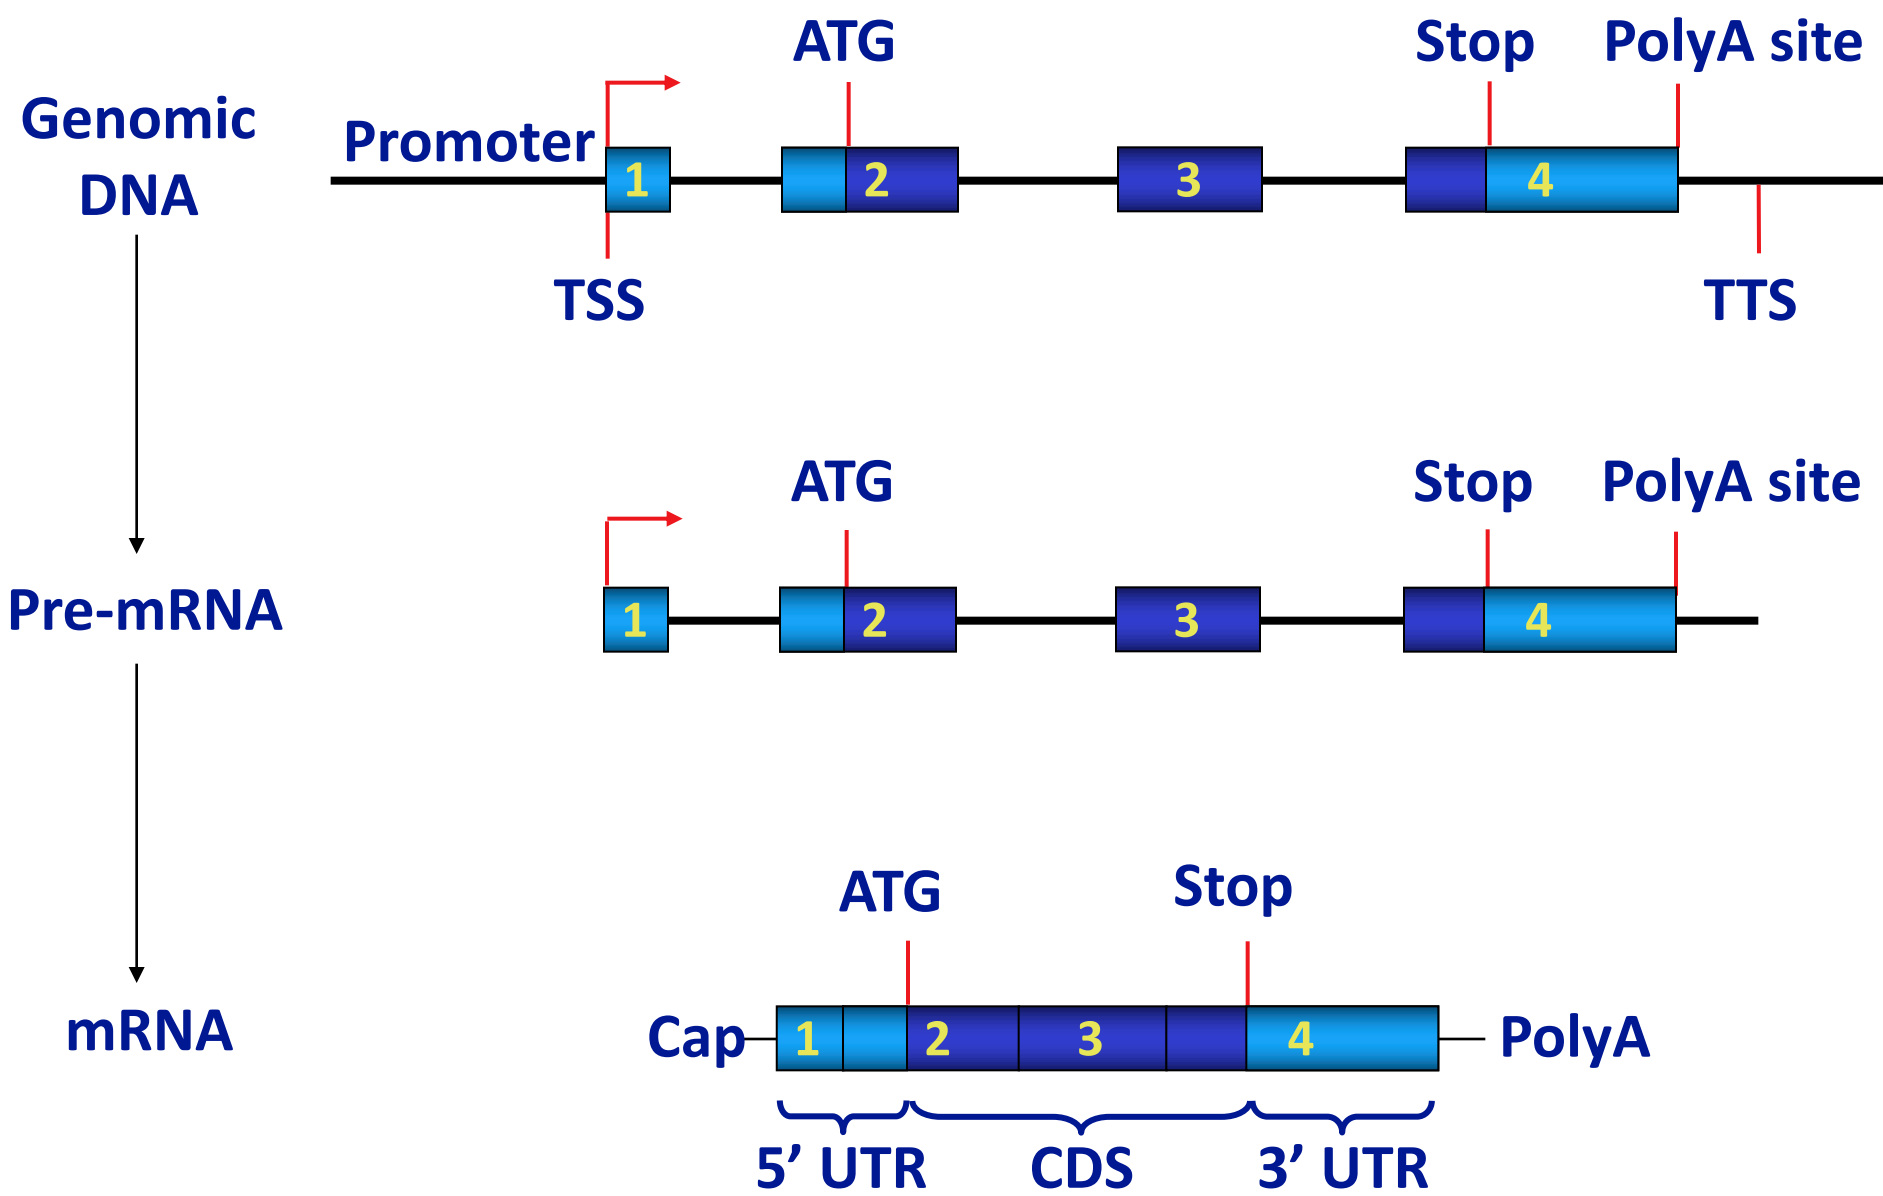 ATG
Stop
PolyA site
Genomic
DNA
Promoter
1
2
3
4
TSS
TTS
ATG
Stop
PolyA site
Pre-mRNA
1
2
3
4
ATG
Stop
mRNA
Cap
1
2
3
4
PolyA
5’ UTR
CDS
3’ UTR